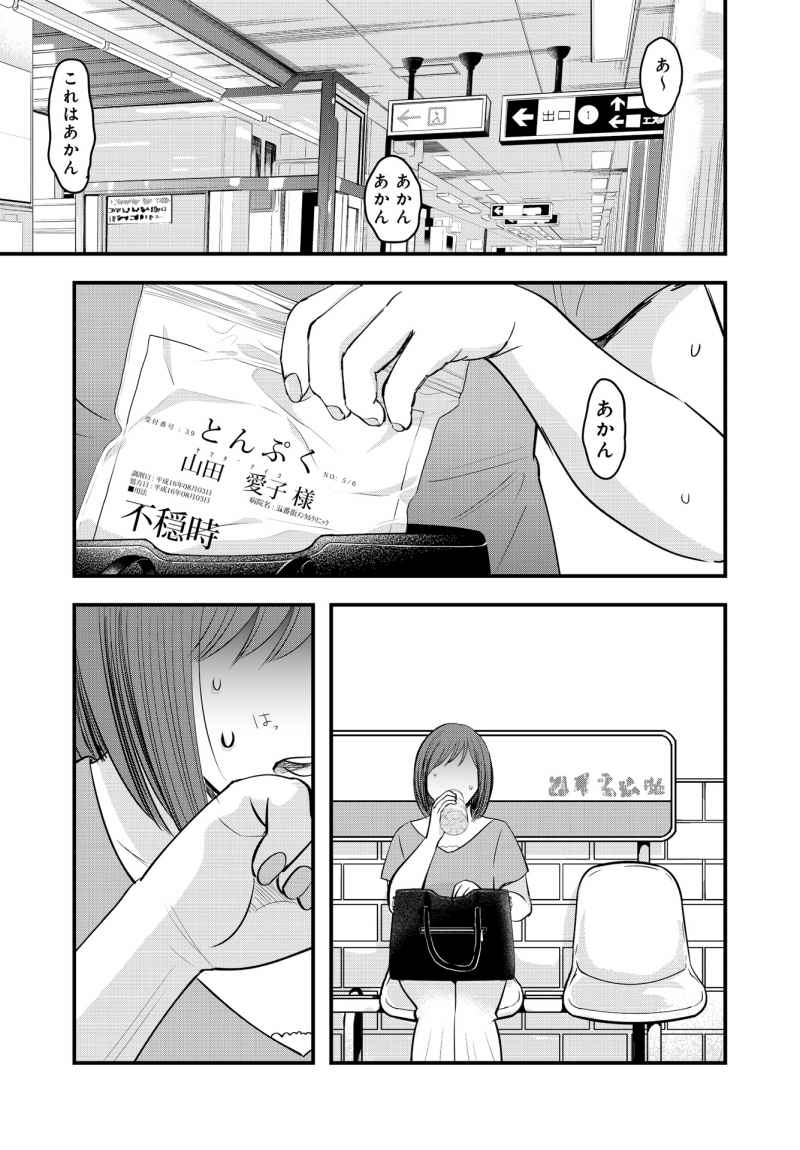 あ〜
出口
1
エス
あかん
あかん
これはあかん
受付番号：39
とんぷく
NO: 5/6
ヤマダ・アイコ
山田 愛子 様
調剤日：平成16年08月03日
処方日：平成16年08月03日
■用法
不穏時
あかん
はっ